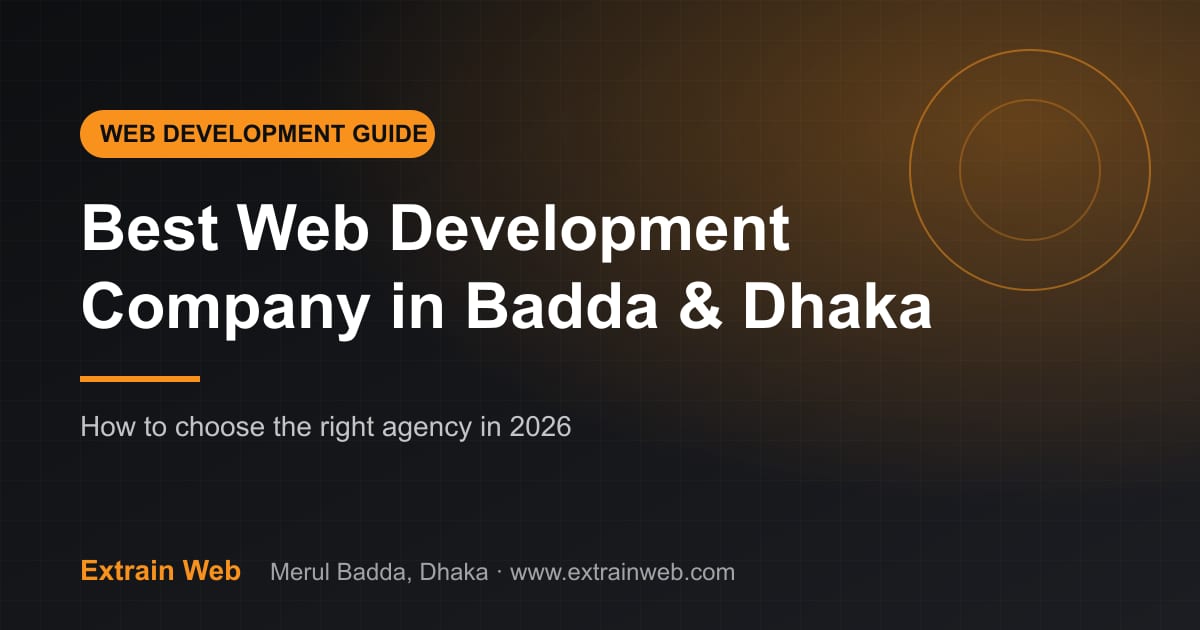 WEB DEVELOPMENT GUIDE
Best Web Development
Company in Badda & Dhaka
How to choose the right agency in 2026
Extrain Web Merul Badda, Dhaka · www.extrainweb.com